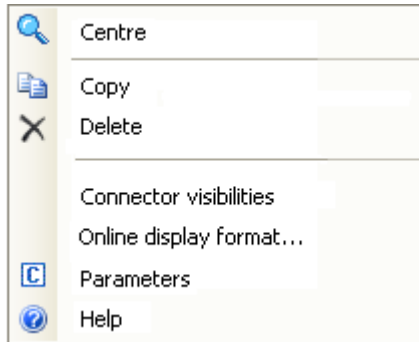 Centre
Copy
Delete
Connector visibilities
Online display format...
C Parameters
? Help